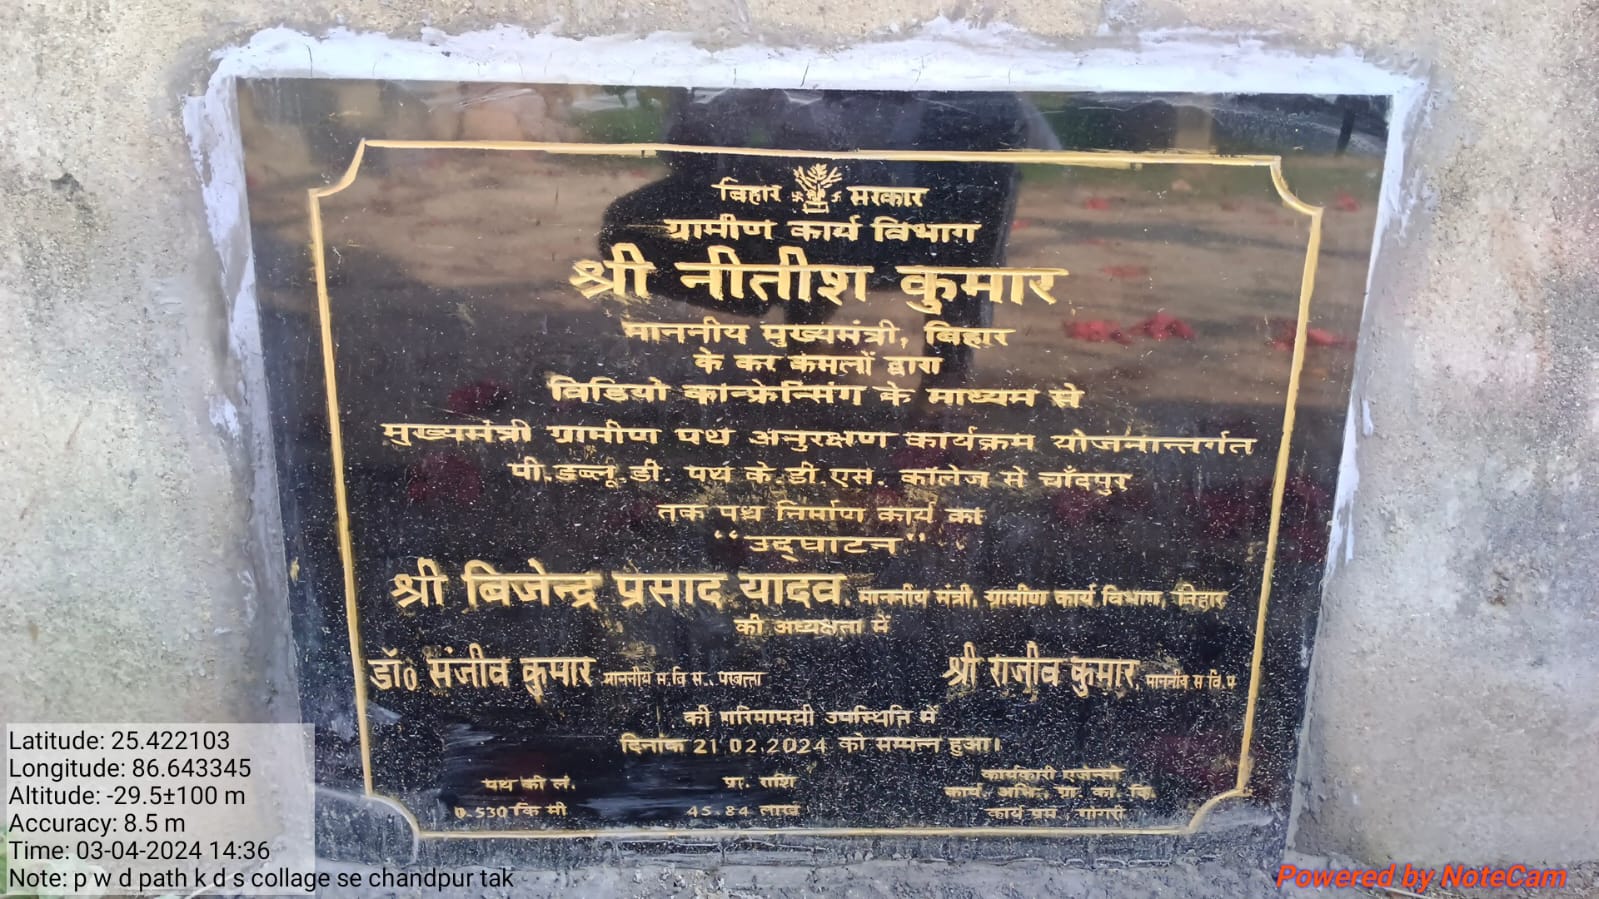 बिहार सरकार
ग्रामीण कार्य विभाग
श्री नीतीश कुमार
माननीय मुख्यमंत्री, बिहार
के कर कमलों द्वारा
विडियो कान्फ्रेन्सिंग के माध्यम से
मुख्यमंत्री ग्रामीण पथ अनुरक्षण कार्यक्रम योजनान्तर्गत
पी.डब्लू.डी. पथ के.डी.एस. कॉलेज से चाँदपुर
तक पथ निर्माण कार्य का
"उद्घाटन"
श्री बिजेन्द्र प्रसाद यादव, माननीय मंत्री, ग्रामीण कार्य विभाग, बिहार
की अध्यक्षता में
डॉ0 संजीव कुमार माननीय स.वि.स., परबत्ता
श्री राजीव कुमार, माननीय स.वि.प
की गरिमामयी उपस्थिति में
दिनांक 21.02.2024 को सम्पन्न हुआ।
पथ की लं. प्रा. राशि कार्यकारी एजेन्सी
0.530 कि मी 45.84 लाख कार्य. अभि., ग्रा. का. वि.
कार्य प्रम., गोगरी
Latitude: 25.422103
Longitude: 86.643345
Altitude: -29.5±100 m
Accuracy: 8.5 m
Time: 03-04-2024 14:36
Note: p w d path k d s collage se chandpur tak
Powered by NoteCam